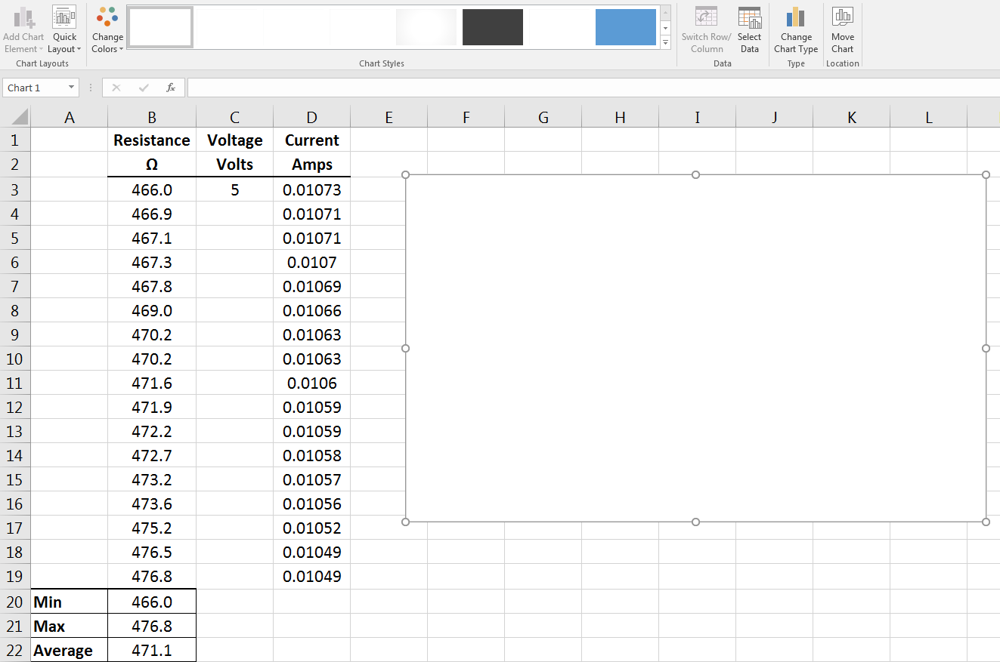 Add Chart Element
Quick Layout
Change Colors
Switch Row/ Column
Select Data
Change Chart Type
Move Chart
Chart Layouts
Chart Styles
Data
Type
Location
Chart 1
fx
A B C D E F G H I J K L
1 Resistance Voltage Current
2 Ω Volts Amps
3 466.0 5 0.01073
4 466.9 0.01071
5 467.1 0.01071
6 467.3 0.0107
7 467.8 0.01069
8 469.0 0.01066
9 470.2 0.01063
10 470.2 0.01063
11 471.6 0.0106
12 471.9 0.01059
13 472.2 0.01059
14 472.7 0.01058
15 473.2 0.01057
16 473.6 0.01056
17 475.2 0.01052
18 476.5 0.01049
19 476.8 0.01049
20 Min 466.0
21 Max 476.8
22 Average 471.1